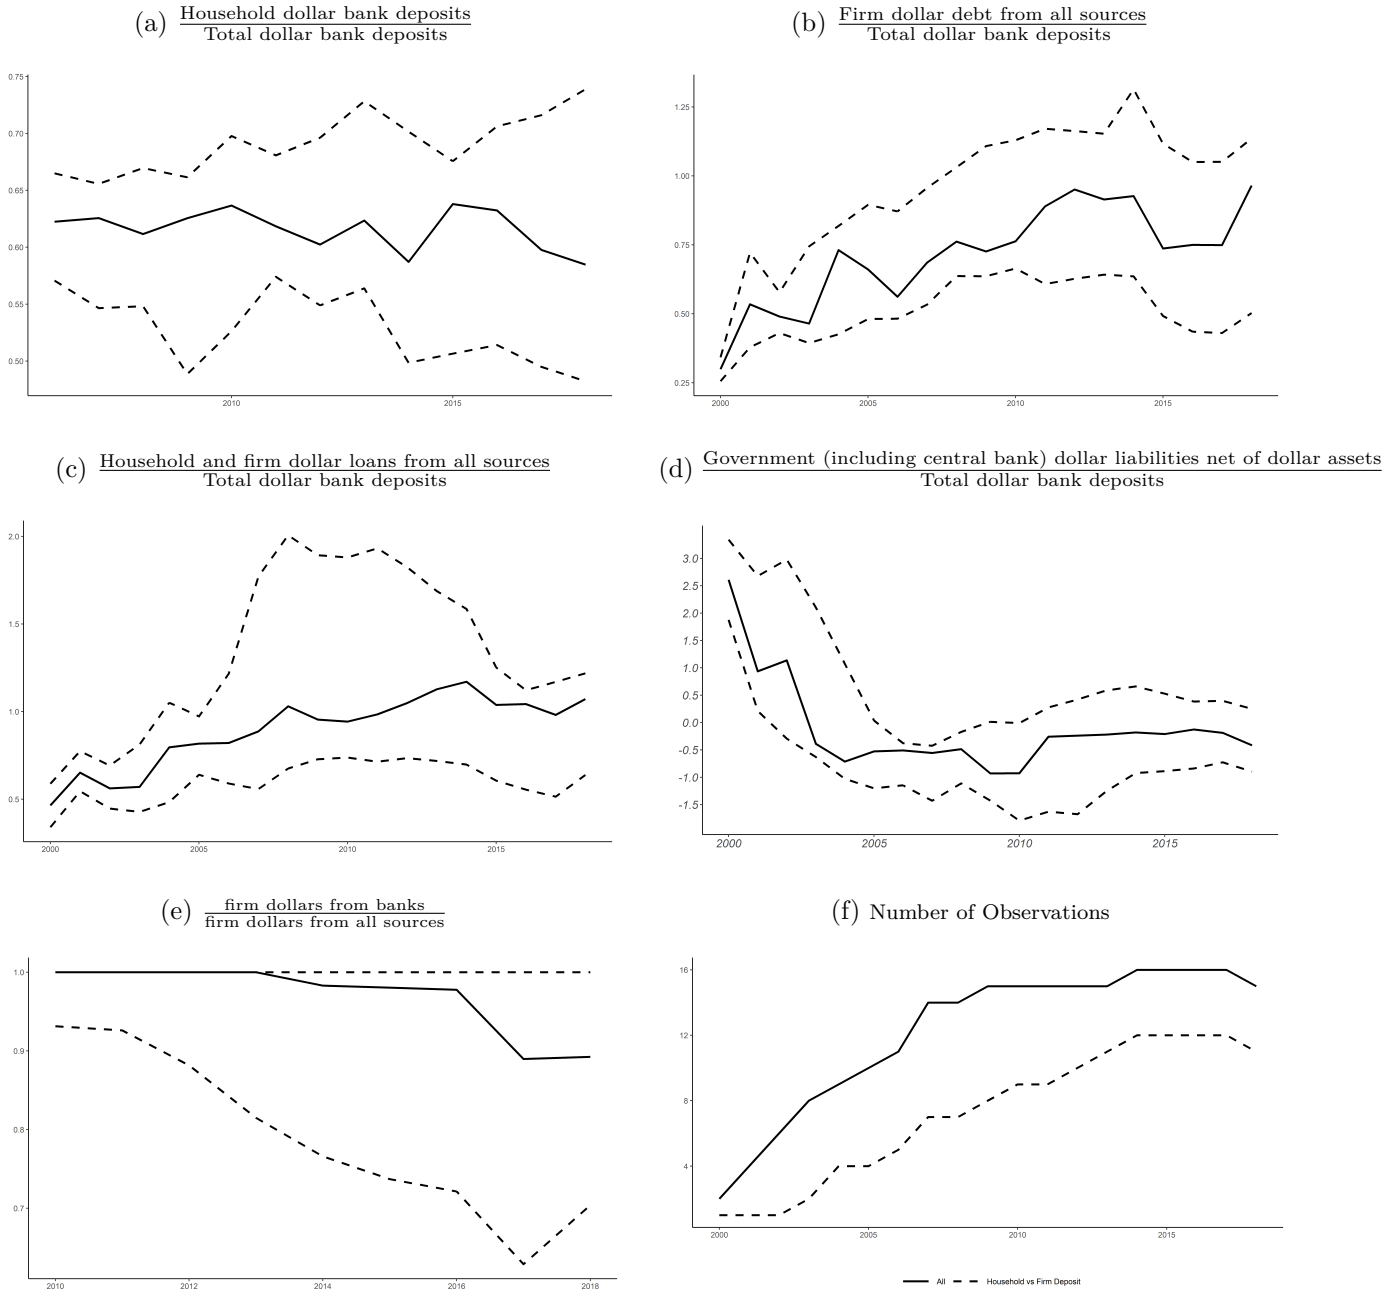 (a) Household dollar bank deposits
Total dollar bank deposits
(b) Firm dollar debt from all sources
Total dollar bank deposits
0.75
0.70
0.65
0.60
0.55
0.50
2010 2015
1.25
1.00
0.75
0.50
0.25
2000 2005 2010 2015
(c) Household and firm dollar loans from all sources
Total dollar bank deposits
(d) Government (including central bank) dollar liabilities net of dollar assets
Total dollar bank deposits
2.0
1.5
1.0
0.5
2000 2005 2010 2015
3.0
2.5
2.0
1.5
1.0
0.5
0.0
-0.5
-1.0
-1.5
2000 2005 2010 2015
(e) firm dollars from banks
firm dollars from all sources
(f) Number of Observations
1.0
0.9
0.8
0.7
2010 2012 2014 2016 2018
16
12
8
4
2000 2005 2010 2015
All Household vs Firm Deposit